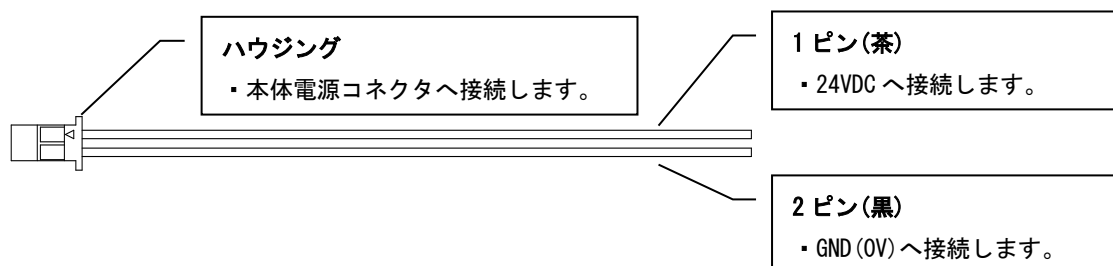 ハウジング
・本体電源コネクタへ接続します。
1 ピン(茶)
・24VDC へ接続します。
2 ピン(黒)
・GND(0V)へ接続します。